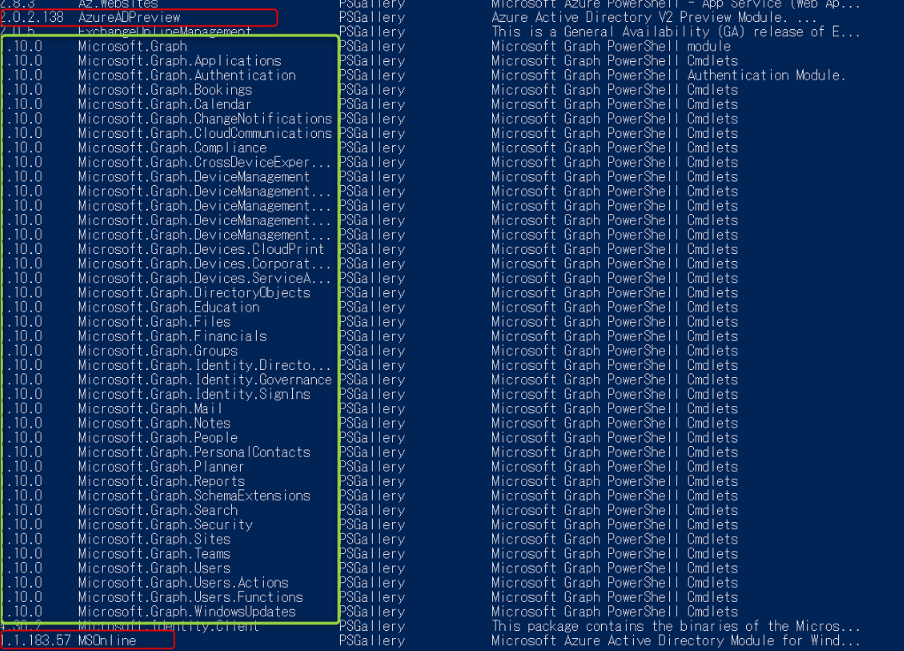 2.8.3 Az.Websites PSGallery Microsoft Azure PowerShell - App Service (Web Ap...
2.0.2.138 AzureADPreview PSGallery Azure Active Directory V2 Preview Module. ...
2.0.5 ExchangeOnlineManagement PSGallery This is a General Availability (GA) release of E...
.10.0 Microsoft.Graph PSGallery Microsoft Graph PowerShell module
.10.0 Microsoft.Graph.Applications PSGallery Microsoft Graph PowerShell Cmdlets
.10.0 Microsoft.Graph.Authentication PSGallery Microsoft Graph PowerShell Authentication Module.
.10.0 Microsoft.Graph.Bookings PSGallery Microsoft Graph PowerShell Cmdlets
.10.0 Microsoft.Graph.Calendar PSGallery Microsoft Graph PowerShell Cmdlets
.10.0 Microsoft.Graph.ChangeNotifications PSGallery Microsoft Graph PowerShell Cmdlets
.10.0 Microsoft.Graph.CloudCommunications PSGallery Microsoft Graph PowerShell Cmdlets
.10.0 Microsoft.Graph.Compliance PSGallery Microsoft Graph PowerShell Cmdlets
.10.0 Microsoft.Graph.CrossDeviceExper... PSGallery Microsoft Graph PowerShell Cmdlets
.10.0 Microsoft.Graph.DeviceManagement PSGallery Microsoft Graph PowerShell Cmdlets
.10.0 Microsoft.Graph.DeviceManagement... PSGallery Microsoft Graph PowerShell Cmdlets
.10.0 Microsoft.Graph.DeviceManagement... PSGallery Microsoft Graph PowerShell Cmdlets
.10.0 Microsoft.Graph.DeviceManagement... PSGallery Microsoft Graph PowerShell Cmdlets
.10.0 Microsoft.Graph.DeviceManagement... PSGallery Microsoft Graph PowerShell Cmdlets
.10.0 Microsoft.Graph.Devices.CloudPrint PSGallery Microsoft Graph PowerShell Cmdlets
.10.0 Microsoft.Graph.Devices.Corporat... PSGallery Microsoft Graph PowerShell Cmdlets
.10.0 Microsoft.Graph.Devices.ServiceA... PSGallery Microsoft Graph PowerShell Cmdlets
.10.0 Microsoft.Graph.DirectoryObjects PSGallery Microsoft Graph PowerShell Cmdlets
.10.0 Microsoft.Graph.Education PSGallery Microsoft Graph PowerShell Cmdlets
.10.0 Microsoft.Graph.Files PSGallery Microsoft Graph PowerShell Cmdlets
.10.0 Microsoft.Graph.Financials PSGallery Microsoft Graph PowerShell Cmdlets
.10.0 Microsoft.Graph.Groups PSGallery Microsoft Graph PowerShell Cmdlets
.10.0 Microsoft.Graph.Identity.Directo... PSGallery Microsoft Graph PowerShell Cmdlets
.10.0 Microsoft.Graph.Identity.Governance PSGallery Microsoft Graph PowerShell Cmdlets
.10.0 Microsoft.Graph.Identity.SignIns PSGallery Microsoft Graph PowerShell Cmdlets
.10.0 Microsoft.Graph.Mail PSGallery Microsoft Graph PowerShell Cmdlets
.10.0 Microsoft.Graph.Notes PSGallery Microsoft Graph PowerShell Cmdlets
.10.0 Microsoft.Graph.People PSGallery Microsoft Graph PowerShell Cmdlets
.10.0 Microsoft.Graph.PersonalContacts PSGallery Microsoft Graph PowerShell Cmdlets
.10.0 Microsoft.Graph.Planner PSGallery Microsoft Graph PowerShell Cmdlets
.10.0 Microsoft.Graph.Reports PSGallery Microsoft Graph PowerShell Cmdlets
.10.0 Microsoft.Graph.SchemaExtensions PSGallery Microsoft Graph PowerShell Cmdlets
.10.0 Microsoft.Graph.Search PSGallery Microsoft Graph PowerShell Cmdlets
.10.0 Microsoft.Graph.Security PSGallery Microsoft Graph PowerShell Cmdlets
.10.0 Microsoft.Graph.Sites PSGallery Microsoft Graph PowerShell Cmdlets
.10.0 Microsoft.Graph.Teams PSGallery Microsoft Graph PowerShell Cmdlets
.10.0 Microsoft.Graph.Users PSGallery Microsoft Graph PowerShell Cmdlets
.10.0 Microsoft.Graph.Users.Actions PSGallery Microsoft Graph PowerShell Cmdlets
.10.0 Microsoft.Graph.Users.Functions PSGallery Microsoft Graph PowerShell Cmdlets
.10.0 Microsoft.Graph.WindowsUpdates PSGallery Microsoft Graph PowerShell Cmdlets
4.30.2 Microsoft.Identity.Client PSGallery This package contains the binaries of the Micros...
1.1.183.57 MSOnline PSGallery Microsoft Azure Active Directory Module for Wind...